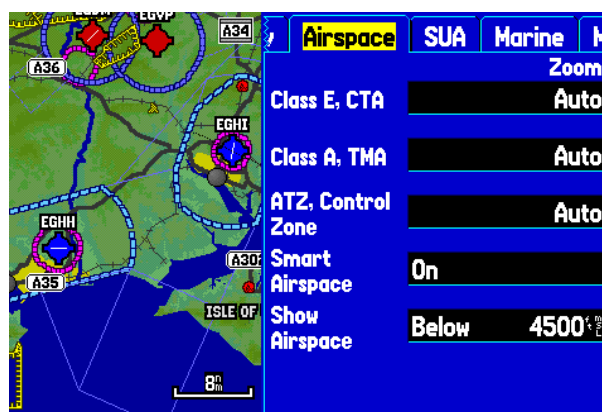 EGVP
A34
A36
EGHI
EGHH
A35
ISLE OF
8nm
Airspace SUA Marine
Zoom
Class E, CTA Auto
Class A, TMA Auto
ATZ, Control
Zone Auto
Smart
Airspace On
Show
Airspace Below 4500